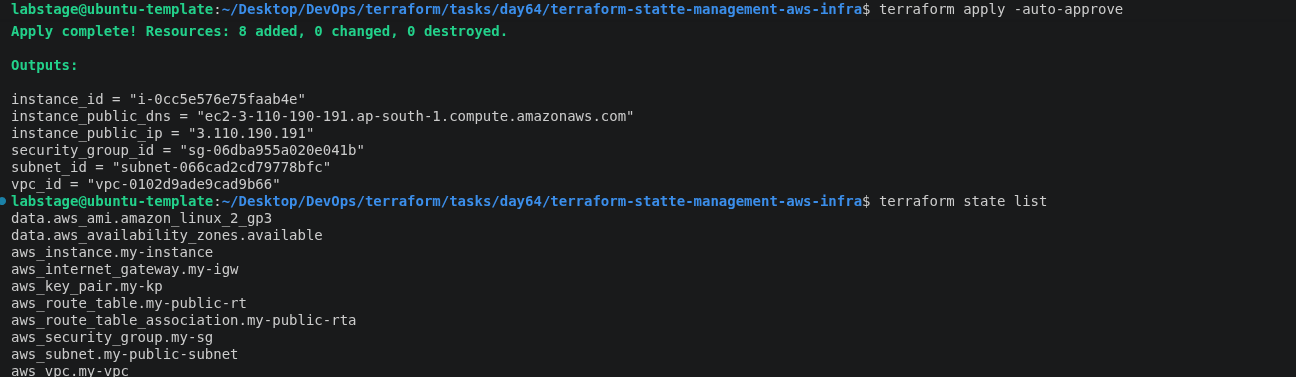 labstage@ubuntu-template:~/Desktop/DevOps/terraform/tasks/day64/terraform-statte-management-aws-infra$ terraform apply -auto-approve
Apply complete! Resources: 8 added, 0 changed, 0 destroyed.
Outputs:
instance_id = "i-0cc5e576e75faab4e"
instance_public_dns = "ec2-3-110-190-191.ap-south-1.compute.amazonaws.com"
instance_public_ip = "3.110.190.191"
security_group_id = "sg-06dba955a020e041b"
subnet_id = "subnet-066cad2cd79778bfc"
vpc_id = "vpc-0102d9ade9cad9b66"
labstage@ubuntu-template:~/Desktop/DevOps/terraform/tasks/day64/terraform-statte-management-aws-infra$ terraform state list
data.aws_ami.amazon_linux_2_gp3
data.aws_availability_zones.available
aws_instance.my-instance
aws_internet_gateway.my-igw
aws_key_pair.my-kp
aws_route_table.my-public-rt
aws_route_table_association.my-public-rta
aws_security_group.my-sg
aws_subnet.my-public-subnet
aws_vpc.my-vpc